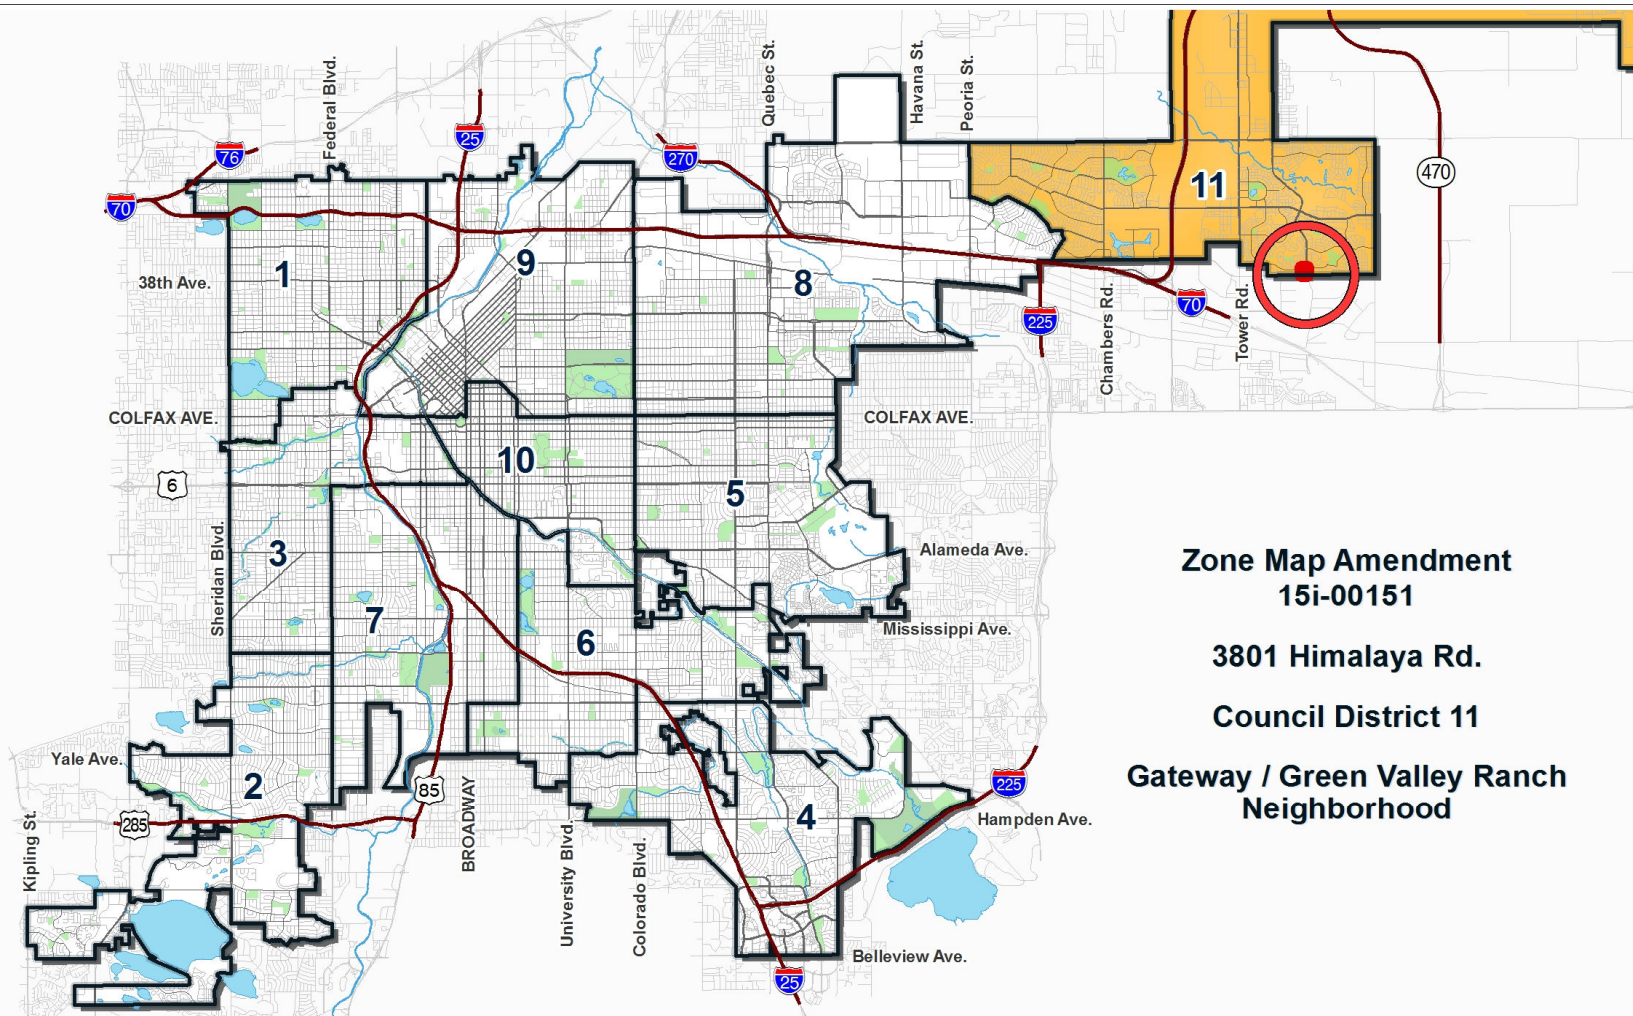 Federal Blvd.
Quebec St.
Havana St.
Peoria St.
76
25
270
70
470
11
1
9
8
38th Ave.
225
70
Chambers Rd.
Tower Rd.
COLFAX AVE.
COLFAX AVE.
10
6
5
Sheridan Blvd.
3
Alameda Ave.
7
6
Mississippi Ave.
Zone Map Amendment
15i-00151
3801 Himalaya Rd.
Council District 11
Gateway / Green Valley Ranch
Neighborhood
Yale Ave.
2
85
BROADWAY
225
285
4
Hampden Ave.
Kipling St.
University Blvd.
Colorado Blvd.
Belleview Ave.
25